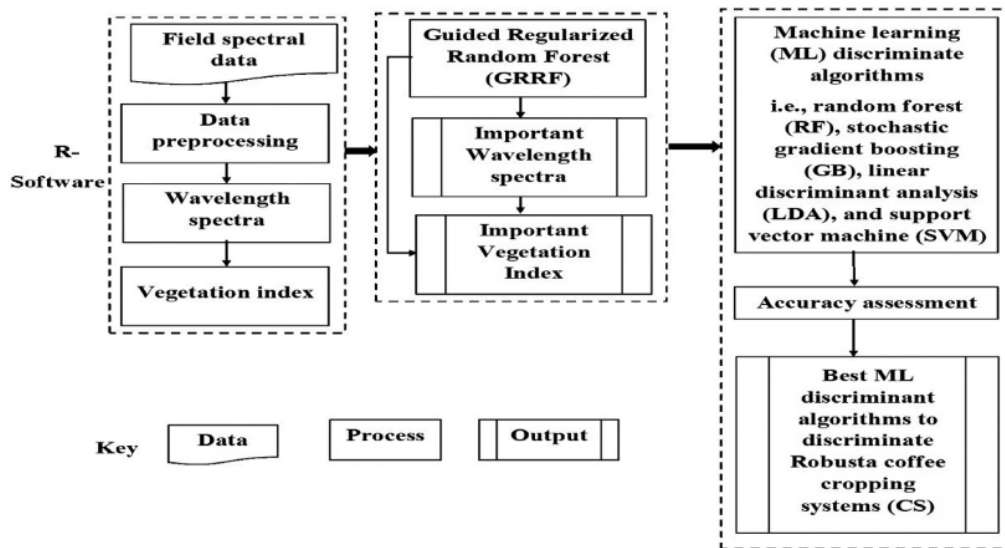 Field spectral
data
Data
preprocessing
Wavelength
spectra
Vegetation index
R-
Software
Guided Regularized
Random Forest
(GRRF)
Important
Wavelength
spectra
Important
Vegetation
Index
Machine learning
(ML) discriminate
algorithms
i.e., random forest
(RF), stochastic
gradient boosting
(GB), linear
discriminant analysis
(LDA), and support
vector machine (SVM)
Accuracy assessment
Best ML
discriminant
algorithms to
discriminate
Robusta coffee
cropping
systems (CS)
Key
Data
Process
Output